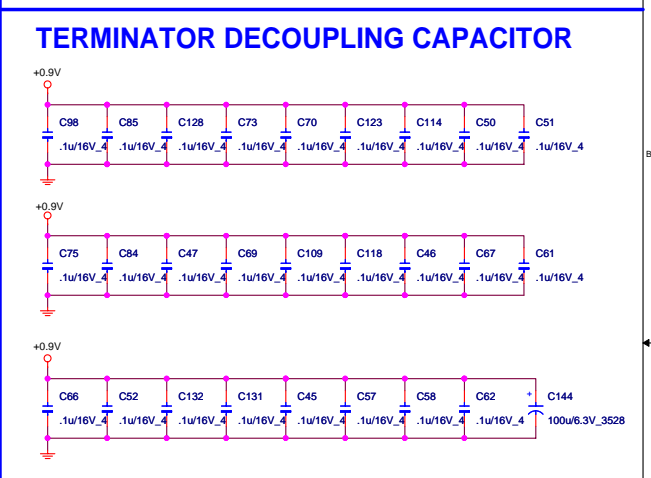 TERMINATOR DECOUPLING CAPACITOR
+0.9V
C98 C85 C128 C73 C70 C123 C114 C50 C51
.1u/16V_4 .1u/16V_4 .1u/16V_4 .1u/16V_4 .1u/16V_4 .1u/16V_4 .1u/16V_4 .1u/16V_4 .1u/16V_4
B
+0.9V
C75 C84 C47 C69 C109 C118 C46 C67 C61
.1u/16V_4 .1u/16V_4 .1u/16V_4 .1u/16V_4 .1u/16V_4 .1u/16V_4 .1u/16V_4 .1u/16V_4 .1u/16V_4
+0.9V
C66 C52 C132 C131 C45 C57 C58 C62 + C144
.1u/16V_4 .1u/16V_4 .1u/16V_4 .1u/16V_4 .1u/16V_4 .1u/16V_4 .1u/16V_4 .1u/16V_4 100u/6.3V_3528